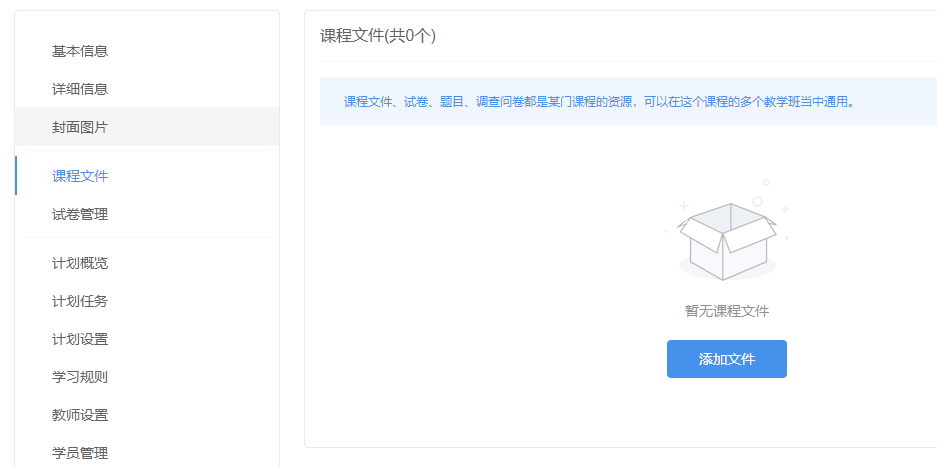 基本信息
详细信息
封面图片
课程文件
试卷管理
计划概览
计划任务
计划设置
学习规则
教师设置
学员管理
课程文件(共0个)
课程文件、试卷、题目、调查问卷都是某门课程的资源，可以在这个课程的多个教学班当中通用。
暂无课程文件
添加文件